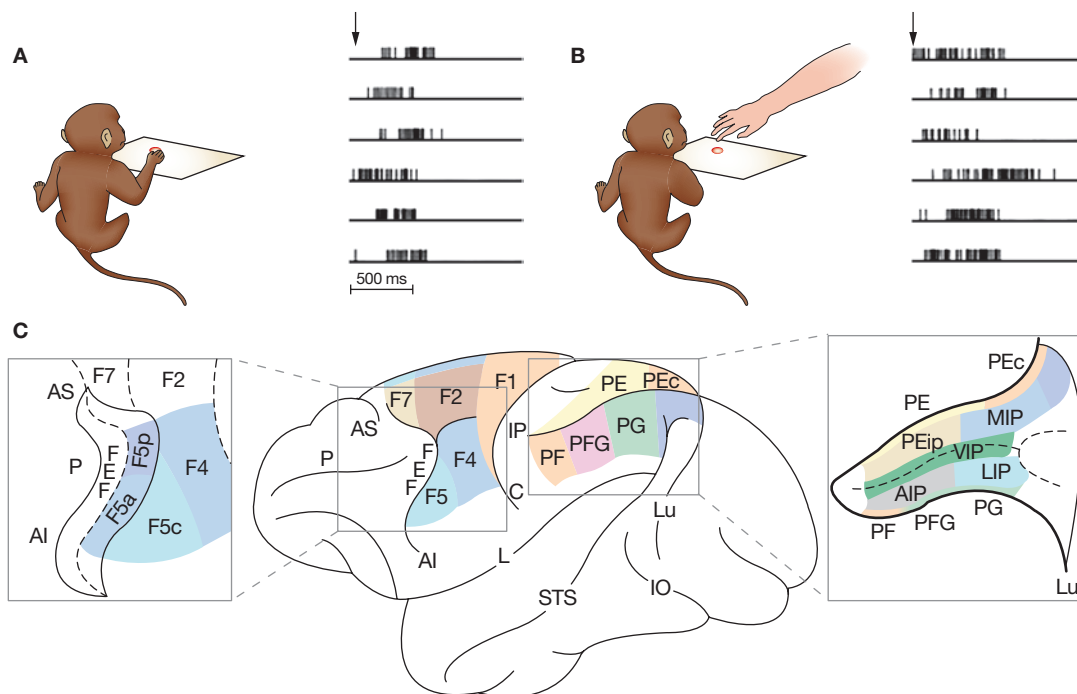 A
B
500 ms
C
F7
F2
AS
P
F
E
F
F5p
F4
F5a
F5c
AI
F1
F7
F2
AS
P
F
E
F
F4
F5
AI
PE
PEc
IP
PF
PFG
PG
C
L
Lu
STS
IO
PEc
PE
MIP
PEip
VIP
LIP
AIP
PF
PFG
PG
Lu